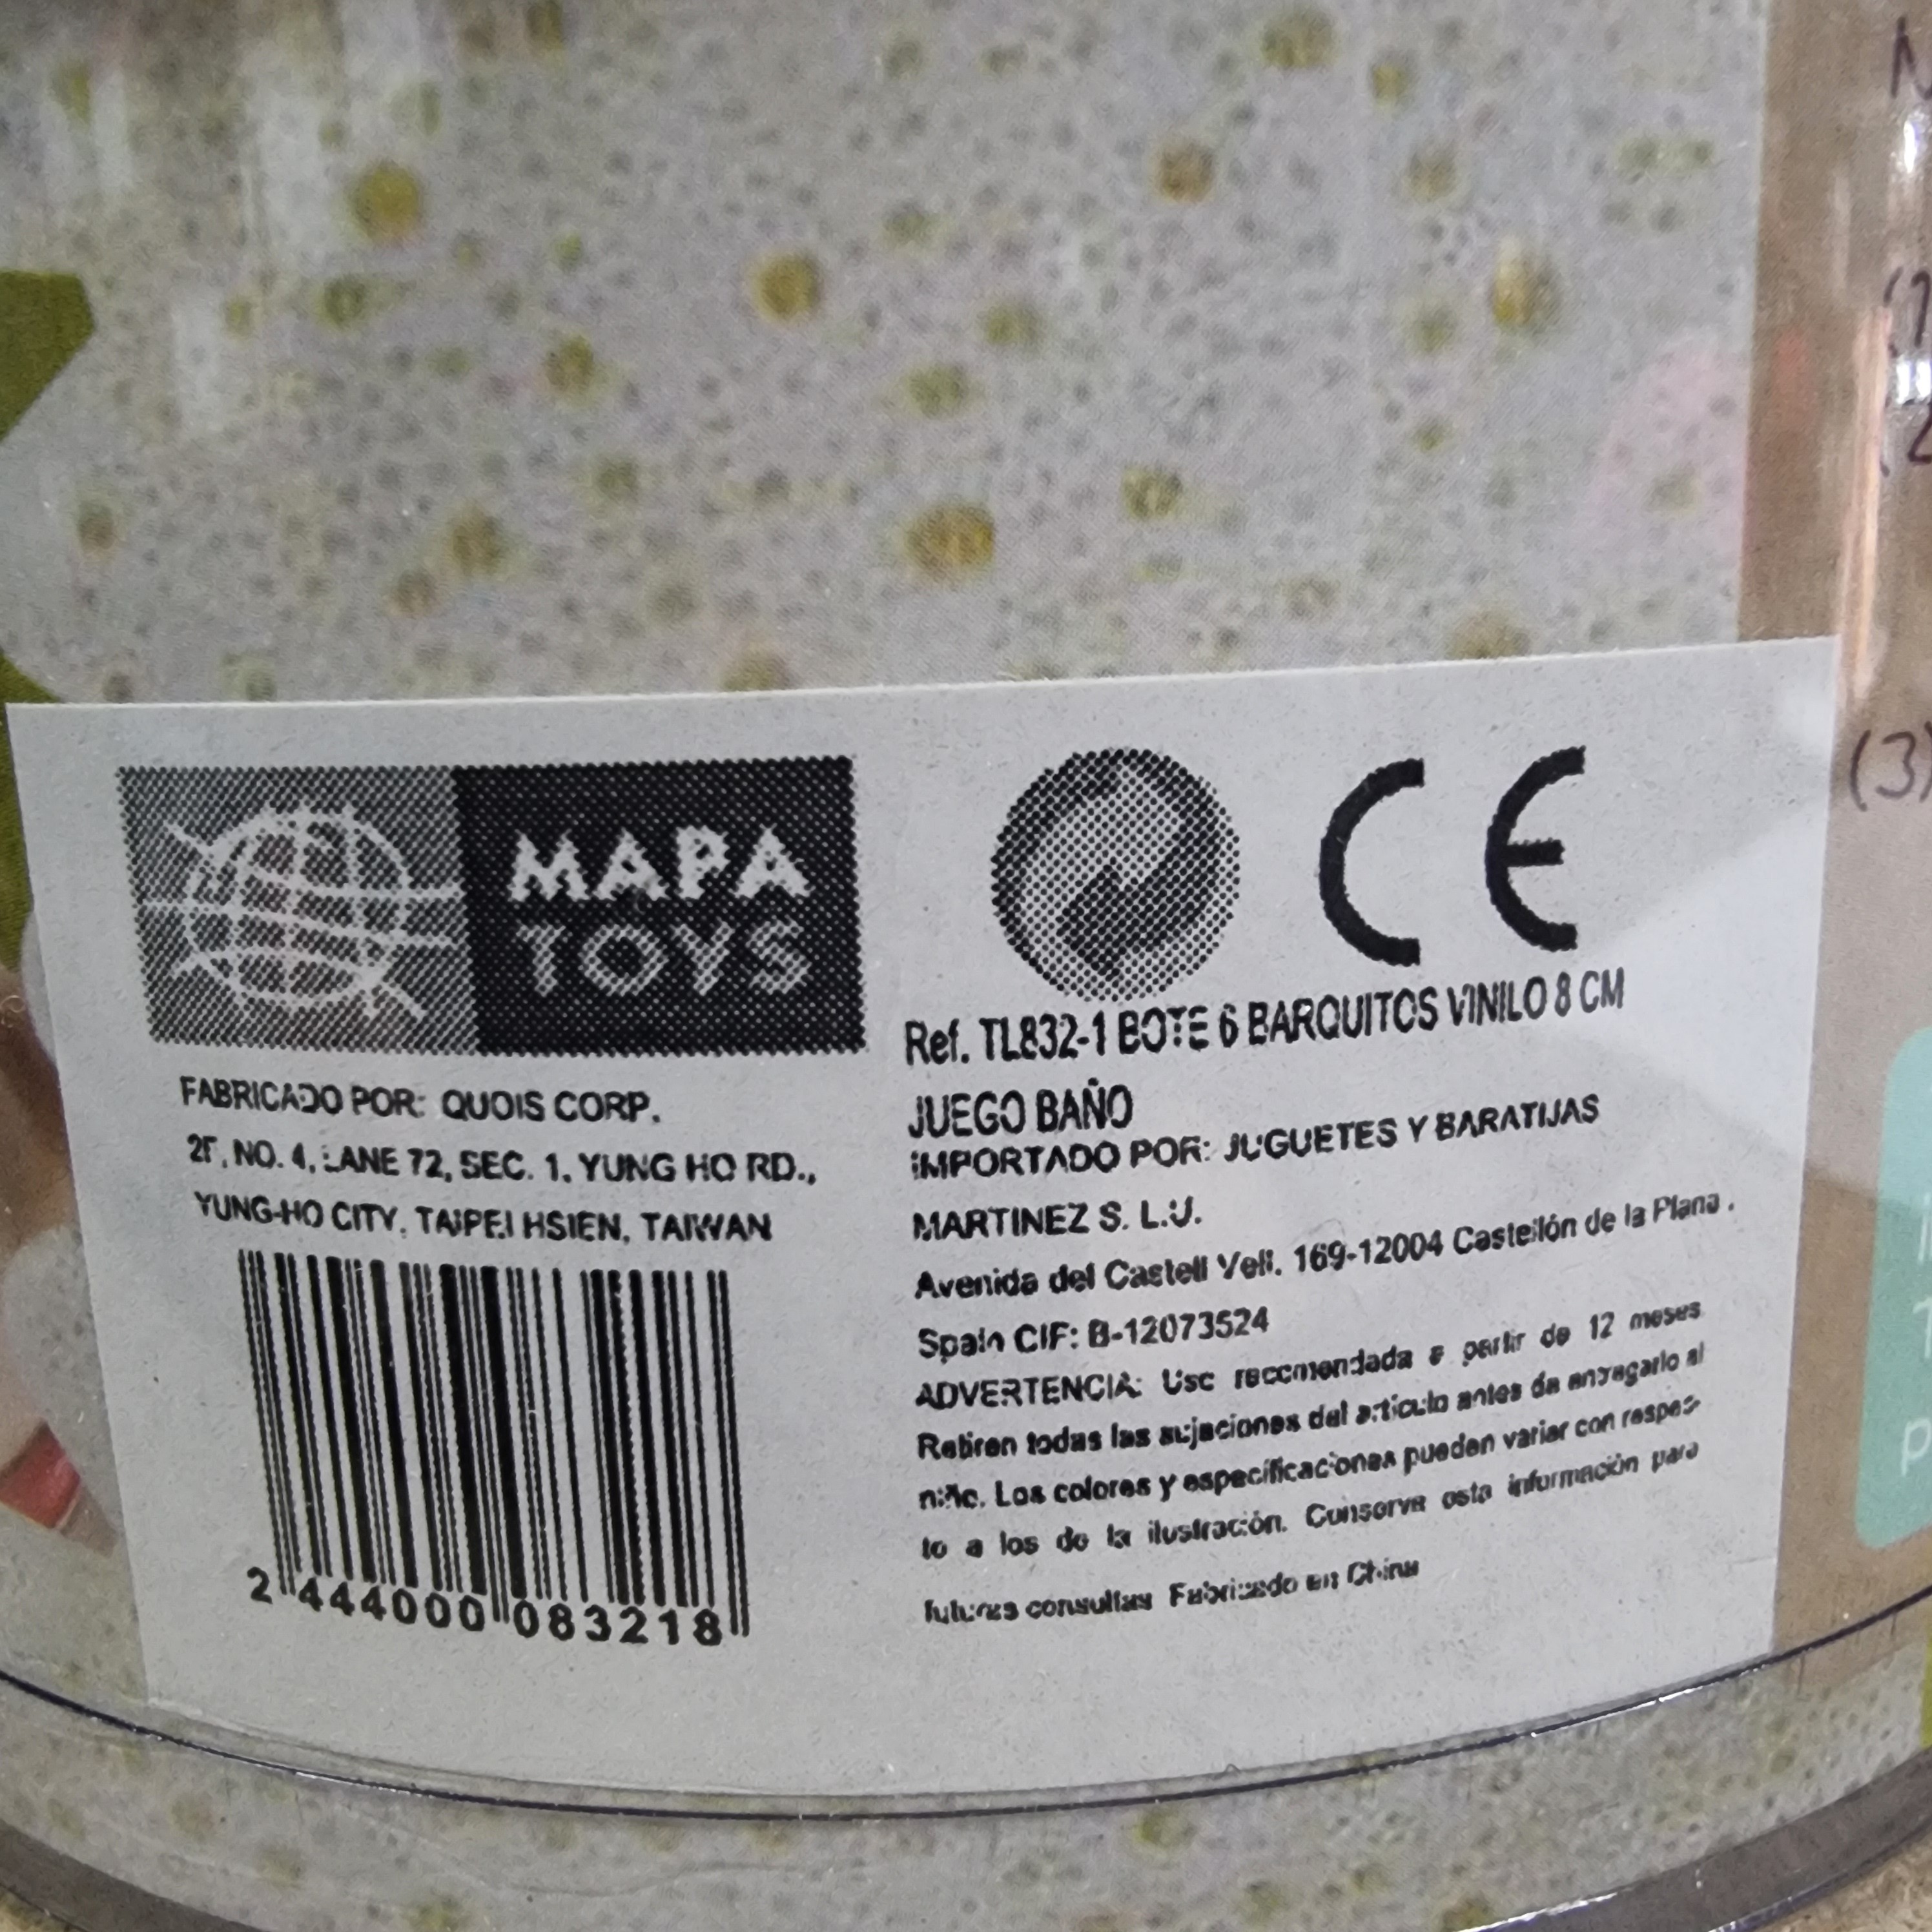 MAPA
TOYS
CE
FABRICADO POR: QUOIS CORP.
2F, NO. 4, LANE 72, SEC. 1, YUNG HO RD.,
YUNG-HO CITY, TAIPEI HSIEN, TAIWAN
2 444000 083218
Ref. TL832-1 BOTE 6 BARQUITOS VINILO 8 CM
JUEGO BAÑO
IMPORTADO POR: JUGUETES Y BARATIJAS
MARTINEZ S. L.U.
Avenida del Castell Vell. 169-12004 Castellón de la Plana .
Spain CIF: B-12073524
ADVERTENCIA: Uso recomendada a partir de 12 meses
Retiren todas las sujeciones del artículo antes de entregarlo al
niño. Los colores y especificaciones pueden variar con respec-
to a los de la ilustración. Conserve esta información para
futuras consultas Fabricado en China
(3)